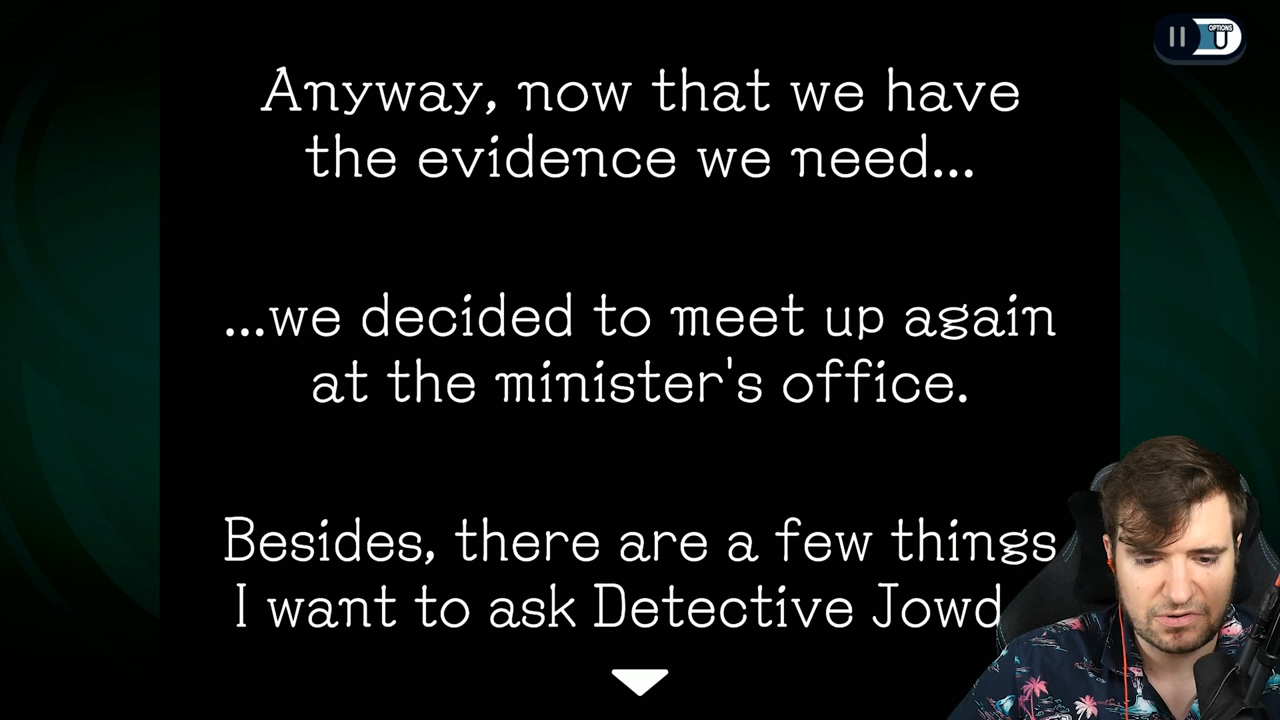 OPTIONS
Anyway, now that we have
the evidence we need...
...we decided to meet up again
at the minister's office.
Besides, there are a few things
I want to ask Detective Jowd